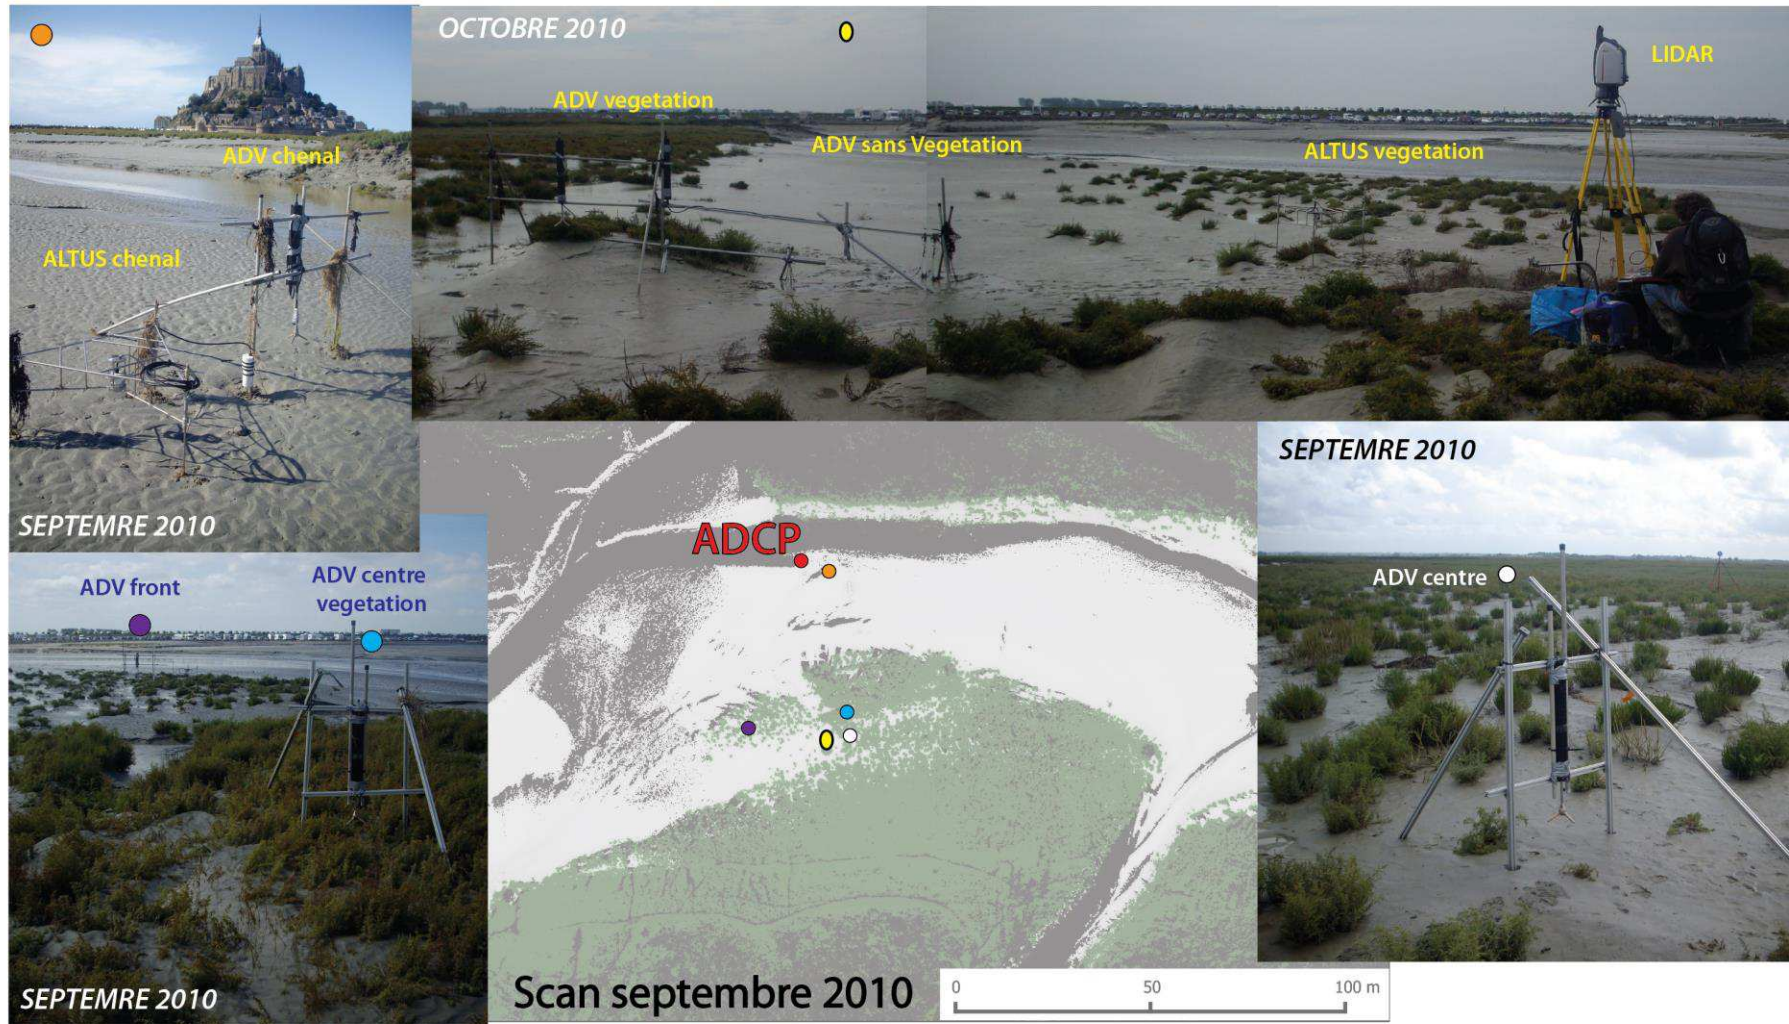 OCTOBRE 2010
LIDAR
ADV vegetation
ADV chenal
ADV sans Vegetation
ALTUS vegetation
ALTUS chenal
SEPTEMRE 2010
SEPTEMRE 2010
ADCP
ADV front
ADV centre
vegetation
ADV centre
SEPTEMRE 2010
Scan septembre 2010
0 50 100 m